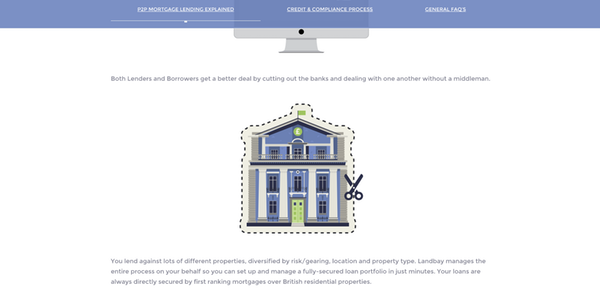 P2P MORTGAGE LENDING EXPLAINED
CREDIT & COMPLIANCE PROCESS
GENERAL FAQ'S
Both Lenders and Borrowers get a better deal by cutting out the banks and dealing with one another without a middleman.
£
You lend against lots of different properties, diversified by risk/gearing, location and property type. Landbay manages the
entire process on your behalf so you can set up and manage a fully-secured loan portfolio in just minutes. Your loans are
always directly secured by first ranking mortgages over British residential properties.